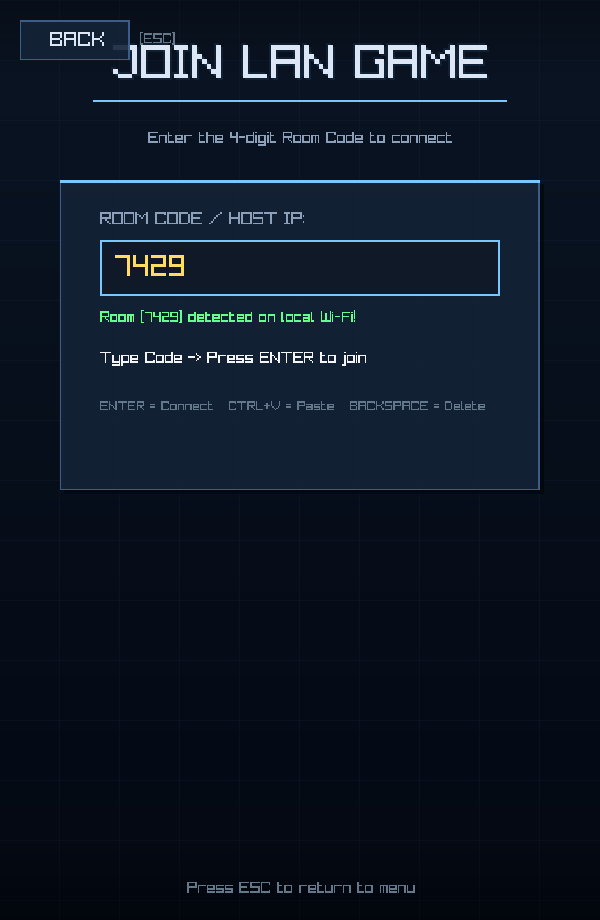 BACK [ESC]
JOIN LAN GAME
Enter the 4-digit Room Code to connect
ROOM CODE / HOST IP:
7429
Room [7429] detected on local Wi-Fi!
Type Code -> Press ENTER to join
ENTER = Connect CTRL+V = Paste BACKSPACE = Delete
Press ESC to return to menu